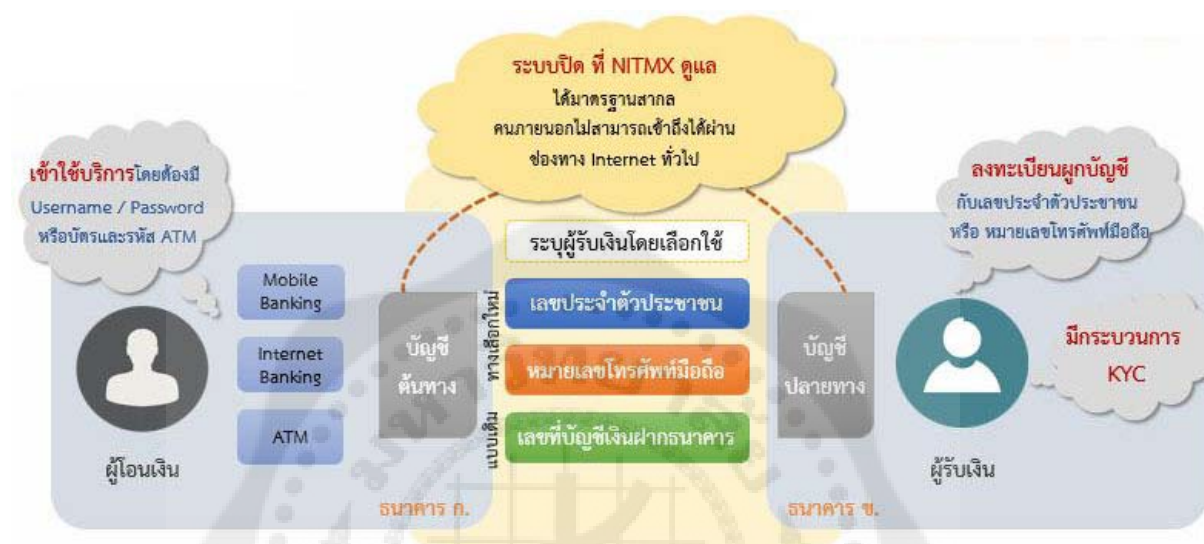 ระบบปิด ที่ NITMX ดูแล
ได้มาตรฐานสากล
คนภายนอกไม่สามารถเข้าถึงได้ผ่าน
ช่องทาง Internet ทั่วไป
เข้าใช้บริการโดยต้องมี
Username / Password
หรือบัตรและรหัส ATM
ลงทะเบียนผูกบัญชี
กับเลขประจำตัวประชาชน
หรือ หมายเลขโทรศัพท์มือถือ
Mobile
Banking
Internet
Banking
ATM
ผู้โอนเงิน
บัญชี
ต้นทาง
ธนาคาร ก.
ระบุผู้รับเงินโดยเลือกใช้
ทางเลือกใหม่
เลขประจำตัวประชาชน
หมายเลขโทรศัพท์มือถือ
แบบเดิม
เลขที่บัญชีเงินฝากธนาคาร
บัญชี
ปลายทาง
ธนาคาร ข.
ผู้รับเงิน
มีกระบวนการ
KYC